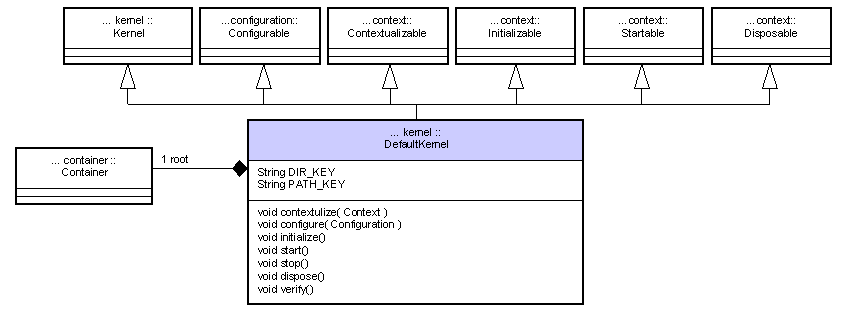 ... kernel ::
Kernel
...configuration::
Configurable
...context::
Contextualizable
...context::
Initializable
...context::
Startable
...context::
Disposable
... kernel ::
DefaultKernel
... container ::
Container
1 root
String DIR_KEY
String PATH_KEY
void contextulize( Context )
void configure( Configuration )
void initialize()
void start()
void stop()
void dispose()
void verify()